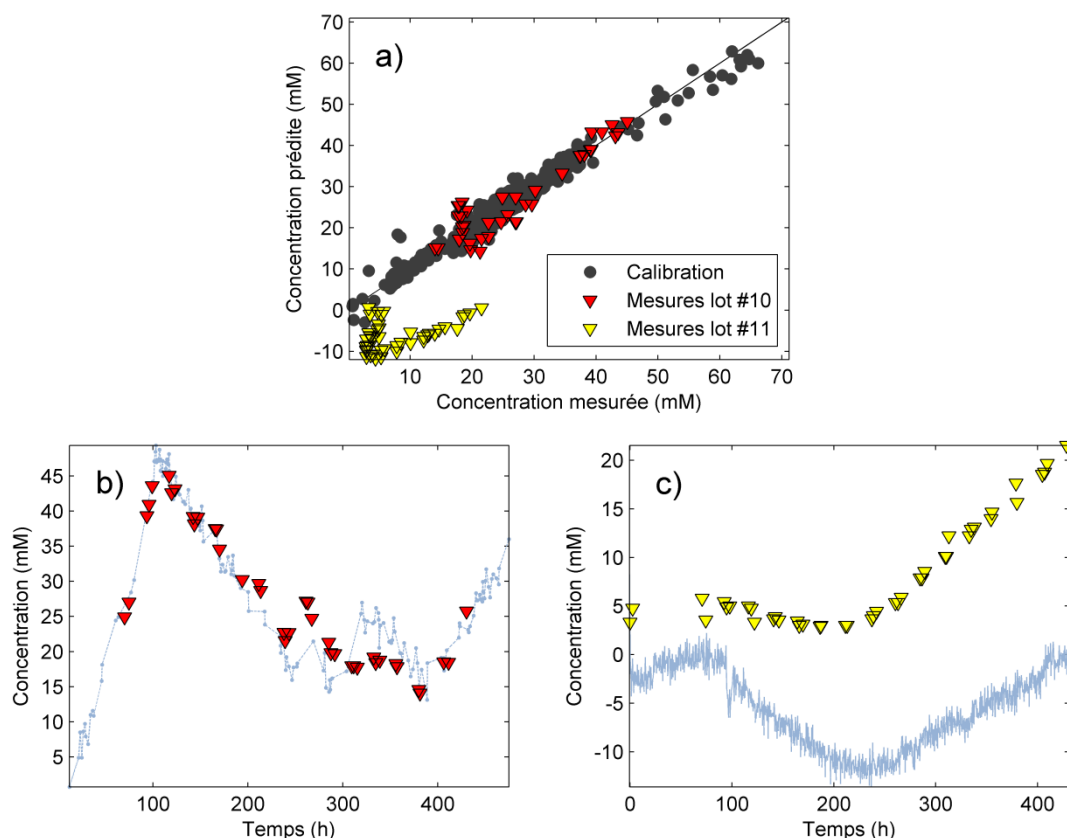 a)
Concentration prédite (mM)
70
60
50
40
30
20
10
0
-10
Calibration
Mesures lot #10
Mesures lot #11
10 20 30 40 50 60 70
Concentration mesurée (mM)
b)
Concentration (mM)
45
40
35
30
25
20
15
10
5
100 200 300 400
Temps (h)
c)
Concentration (mM)
20
15
10
5
0
-5
-10
0 100 200 300 400
Temps (h)